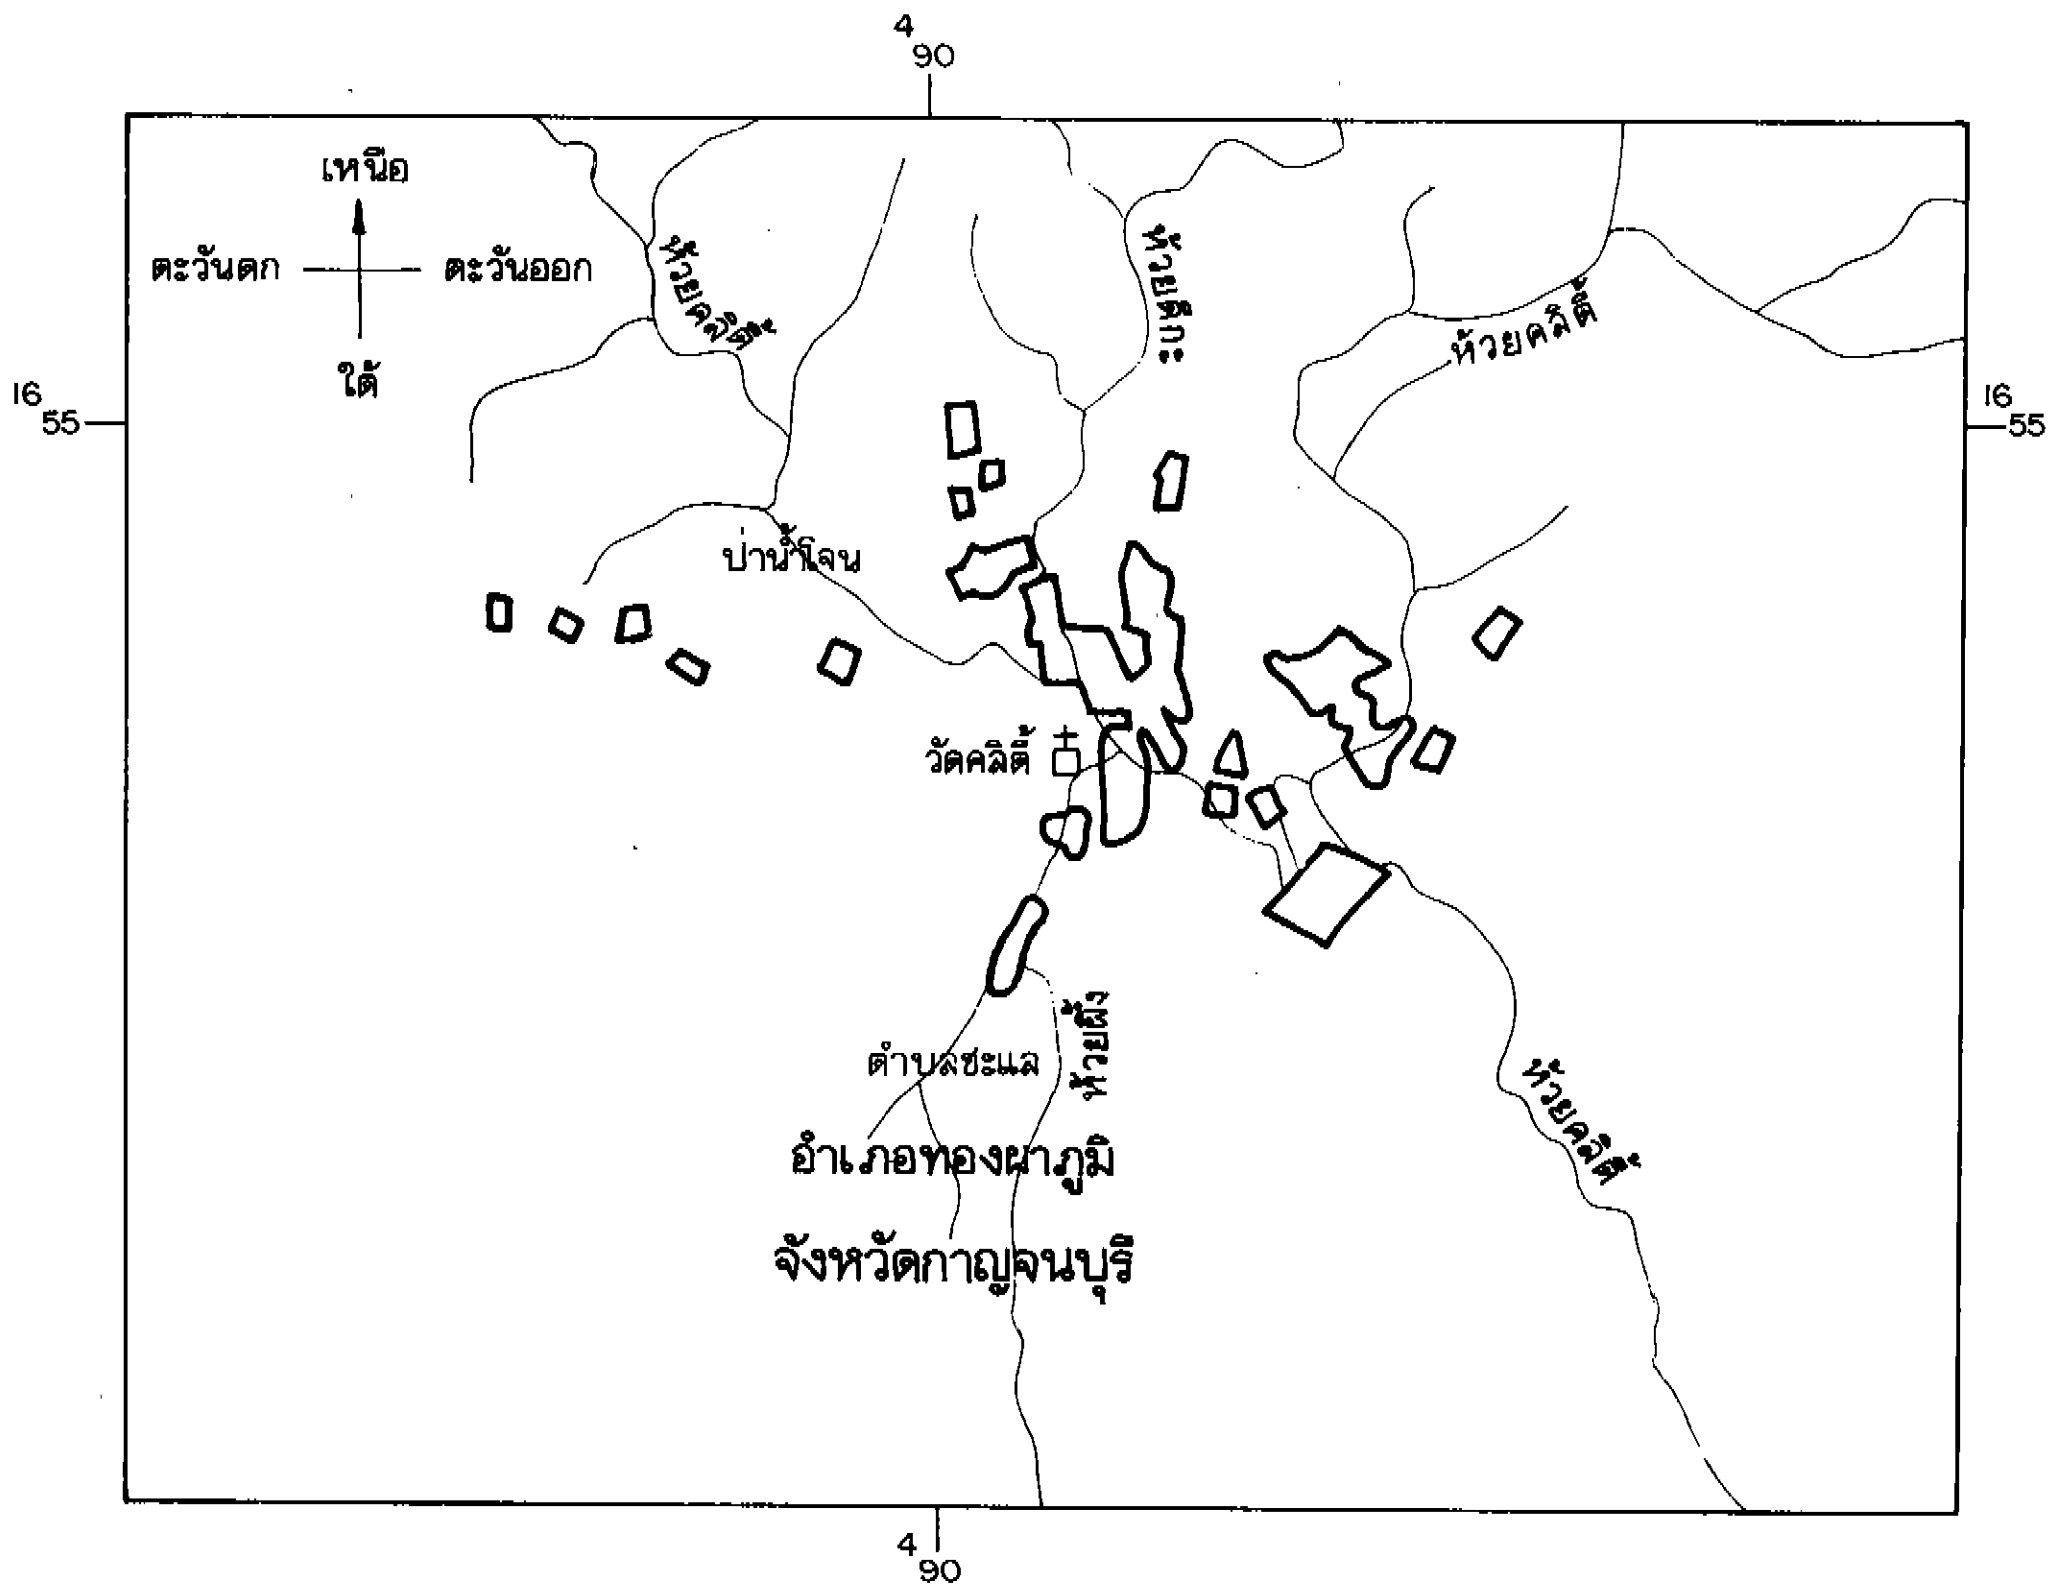 4
90
เหนือ
ตะวันตก
ตะวันออก
ใต้
ห้วยคลิตี้
ห้วยดีกะ
ห้วยคลิตี้
16
55
16
55
ป่าน้ำโจน
วัดคลิตี้
ห้วยผึ้ง
ตำบลชะแล
ห้วยคลิตี้
อำเภอทองผาภูมิ
จังหวัดกาญจนบุรี
4
90